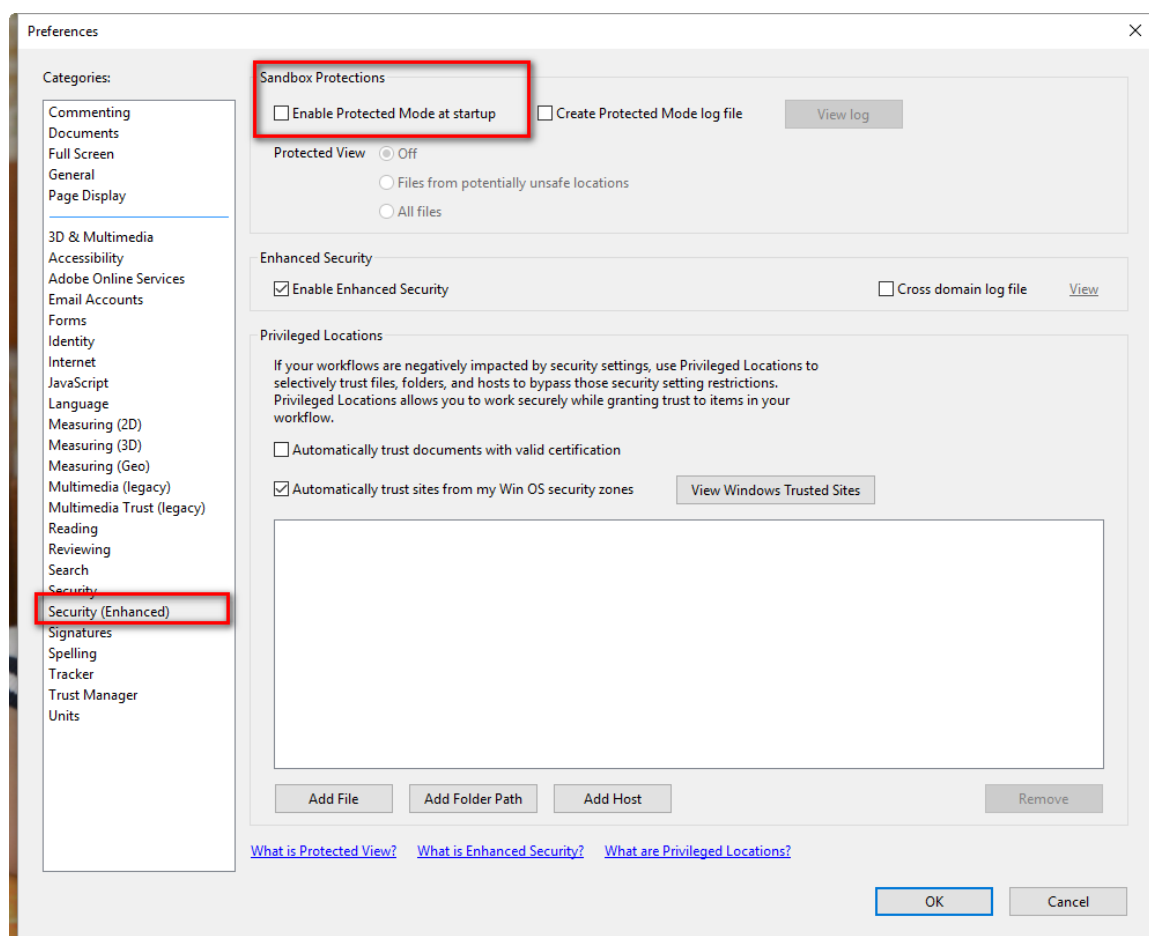 Preferences
Categories:
Commenting
Documents
Full Screen
General
Page Display
3D & Multimedia
Accessibility
Adobe Online Services
Email Accounts
Forms
Identity
Internet
JavaScript
Language
Measuring (2D)
Measuring (3D)
Measuring (Geo)
Multimedia (legacy)
Multimedia Trust (legacy)
Reading
Reviewing
Search
Security
Security (Enhanced)
Signatures
Spelling
Tracker
Trust Manager
Units
Sandbox Protections
Enable Protected Mode at startup
Create Protected Mode log file
View log
Protected View
Off
Files from potentially unsafe locations
All files
Enhanced Security
Enable Enhanced Security
Cross domain log file
View
Privileged Locations
If your workflows are negatively impacted by security settings, use Privileged Locations to
selectively trust files, folders, and hosts to bypass those security setting restrictions.
Privileged Locations allows you to work securely while granting trust to items in your
workflow.
Automatically trust documents with valid certification
Automatically trust sites from my Win OS security zones
View Windows Trusted Sites
Add File
Add Folder Path
Add Host
Remove
What is Protected View?
What is Enhanced Security?
What are Privileged Locations?
OK
Cancel